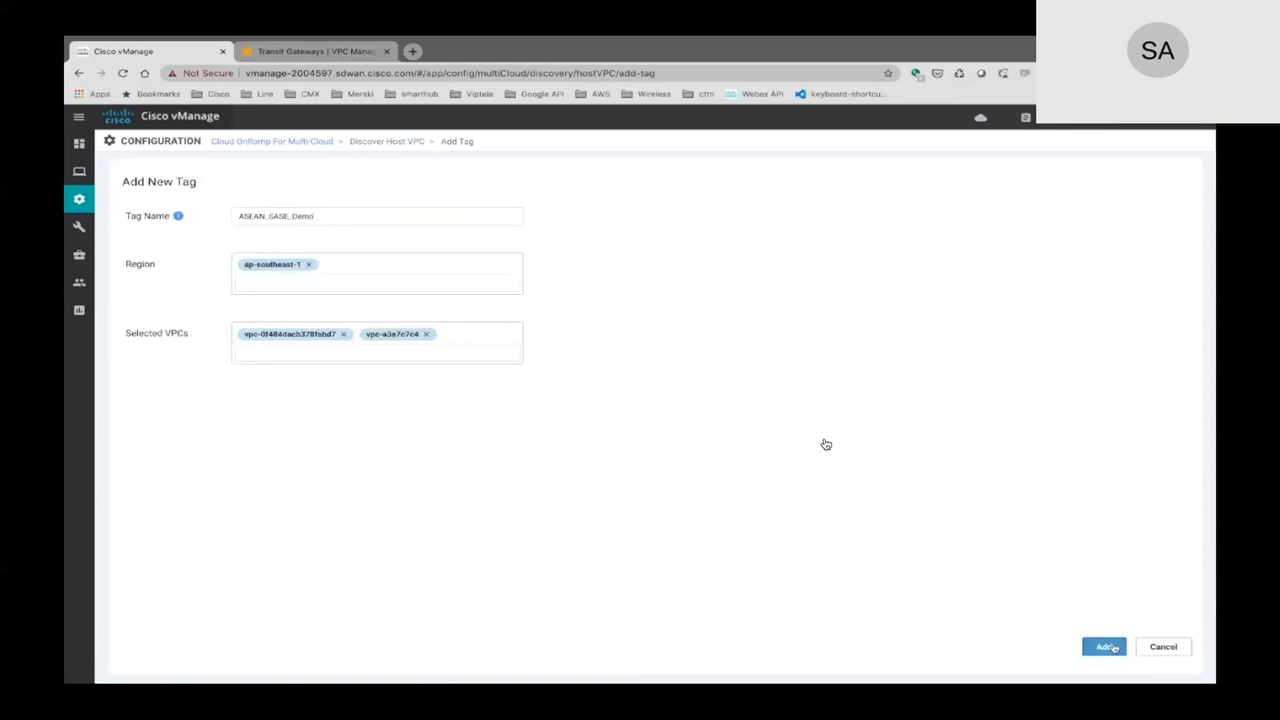 SA
Cisco vManage
Transit Gateways | VPC Manag
Not Secure | vmanage-2004597.sdwan.cisco.com/#/app/config/multiCloud/discovery/hostVPC/add-tag
Apps Bookmarks Cisco Line CMX Meraki smarthub Viptela Google API AWS Wireless cttn Webex API keyboard-shortcu...
cisco Cisco vManage
CONFIGURATION Cloud OnRamp For Multi-Cloud > Discover Host VPC > Add Tag
Add New Tag
Tag Name ASEAN_SASE_Demo
Region ap-southeast-1
Selected VPCs vpc-0f484dacb378fabd7 vpc-a3e7c7c4
Add Cancel